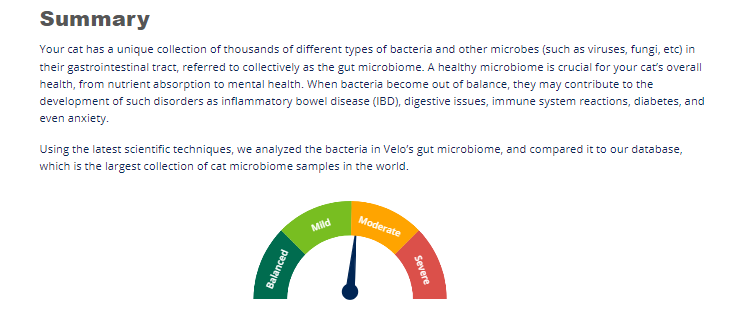 Summary
Your cat has a unique collection of thousands of different types of bacteria and other microbes (such as viruses, fungi, etc) in
their gastrointestinal tract, referred to collectively as the gut microbiome. A healthy microbiome is crucial for your cat's overall
health, from nutrient absorption to mental health. When bacteria become out of balance, they may contribute to the
development of such disorders as inflammatory bowel disease (IBD), digestive issues, immune system reactions, diabetes, and
even anxiety.
Using the latest scientific techniques, we analyzed the bacteria in Velo's gut microbiome, and compared it to our database,
which is the largest collection of cat microbiome samples in the world.
Balanced
Mild
Moderate
Severe